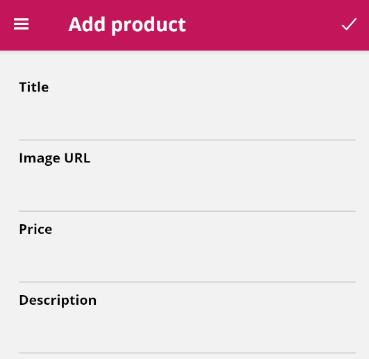 Add product
Title
Image URL
Price
Description